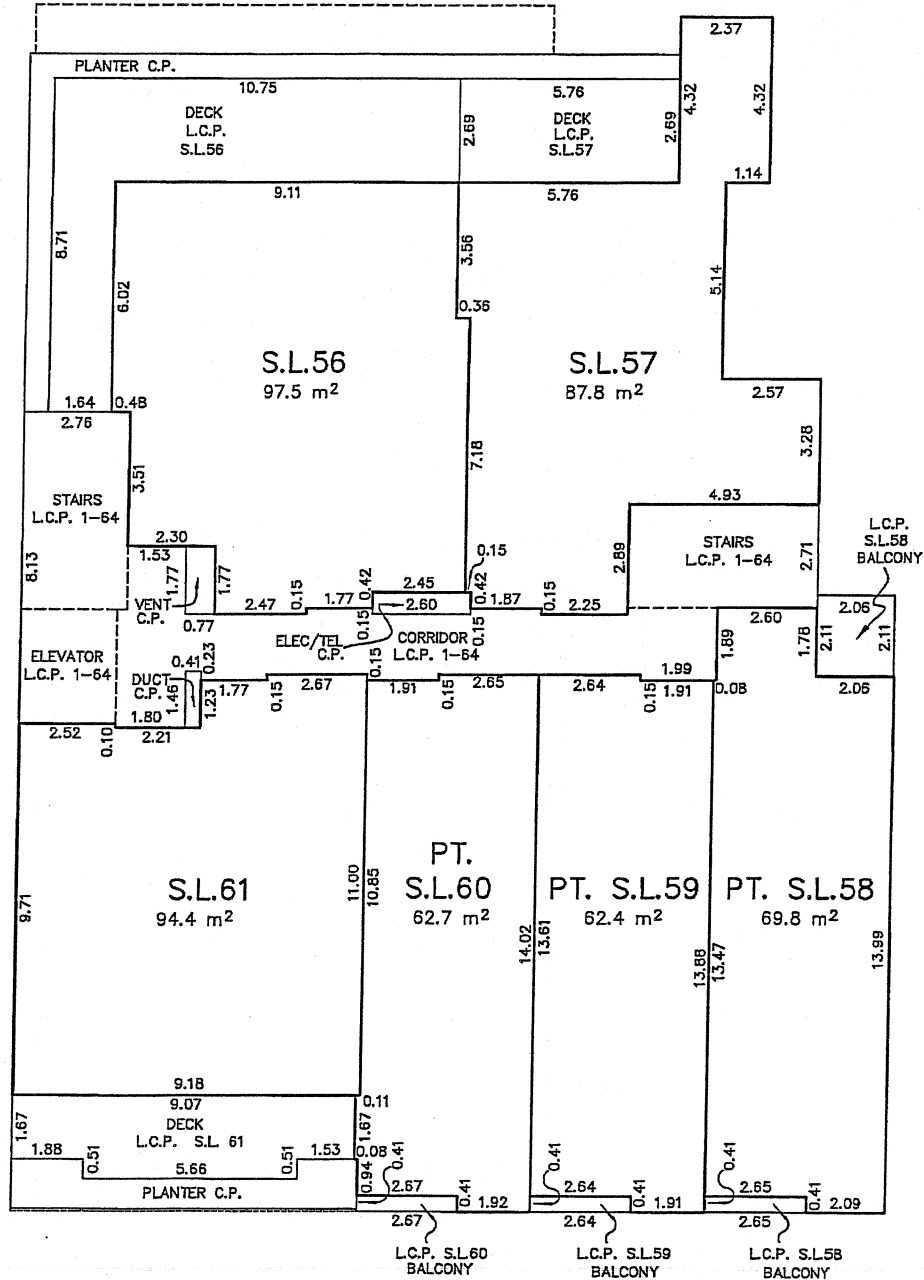 2.37
PLANTER C.P.
10.75
5.76
4.32
4.32
DECK
L.C.P.
S.L.56
2.69
DECK
L.C.P.
S.L.57
2.69
9.11
5.76
1.14
8.71
6.02
3.56
5.14
0.36
S.L.56
97.5 m²
S.L.57
87.8 m²
1.64
0.48
2.76
2.57
3.51
7.18
3.28
STAIRS
L.C.P. 1-64
4.93
L.C.P.
S.L.58
BALCONY
8.13
2.30
1.53
1.77
1.77
0.15
2.89
STAIRS
L.C.P. 1-64
2.71
VENT
C.P.
0.77
2.47
0.15
1.77
0.42
2.45
2.60
0.42
1.87
0.15
2.25
2.60
2.06
ELEC/TEL
C.P.
0.15
0.15
CORRIDOR
L.C.P. 1-64
1.89
1.78
2.11
2.11
ELEVATOR
L.C.P. 1-64
DUCT
C.P.
0.41
0.23
1.46
1.23
1.77
0.15
2.67
0.15
1.91
0.15
2.65
2.64
0.15
1.99
1.91
0.08
2.06
2.52
0.10
1.80
2.21
9.71
S.L.61
94.4 m²
11.00
10.85
PT.
S.L.60
62.7 m²
14.02
13.61
PT. S.L.59
62.4 m²
13.88
13.47
PT. S.L.58
69.8 m²
13.99
9.18
9.07
0.11
1.67
DECK
L.C.P. S.L. 61
1.67
1.88
0.51
5.66
0.51
1.53
0.08
0.94
0.41
PLANTER C.P.
2.67
0.41
2.67
1.92
0.41
2.64
0.41
2.64
1.91
0.41
2.65
0.41
2.65
2.09
L.C.P. S.L.60
BALCONY
L.C.P. S.L.59
BALCONY
L.C.P. S.L.58
BALCONY